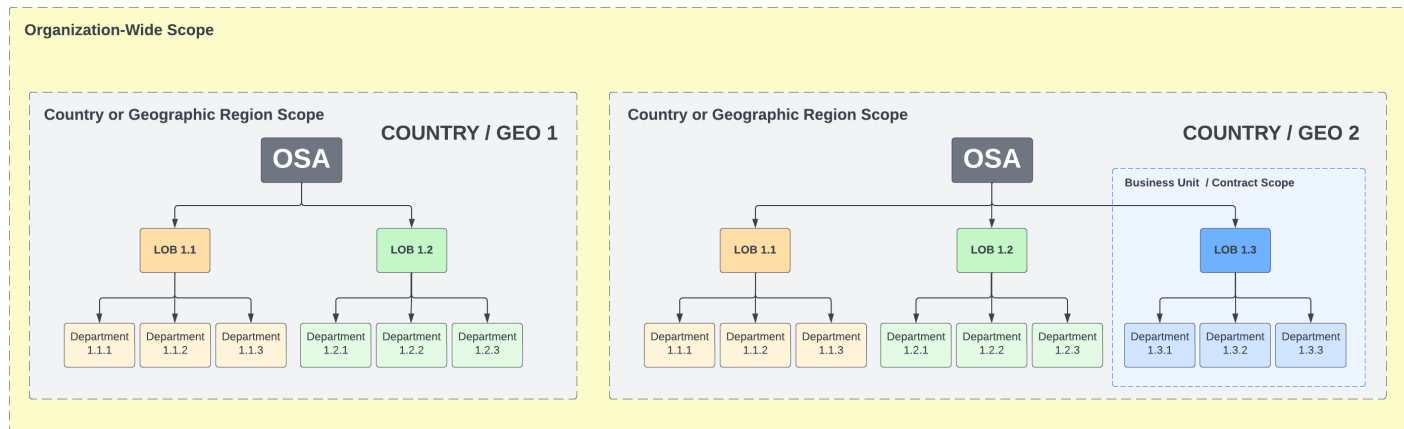 Organization-Wide Scope
Country or Geographic Region Scope
COUNTRY / GEO 1
OSA
LOB 1.1
LOB 1.2
Department
1.1.1
Department
1.1.2
Department
1.1.3
Department
1.2.1
Department
1.2.2
Department
1.2.3
Country or Geographic Region Scope
COUNTRY / GEO 2
OSA
Business Unit / Contract Scope
LOB 1.1
LOB 1.2
LOB 1.3
Department
1.1.1
Department
1.1.2
Department
1.1.3
Department
1.2.1
Department
1.2.2
Department
1.2.3
Department
1.3.1
Department
1.3.2
Department
1.3.3